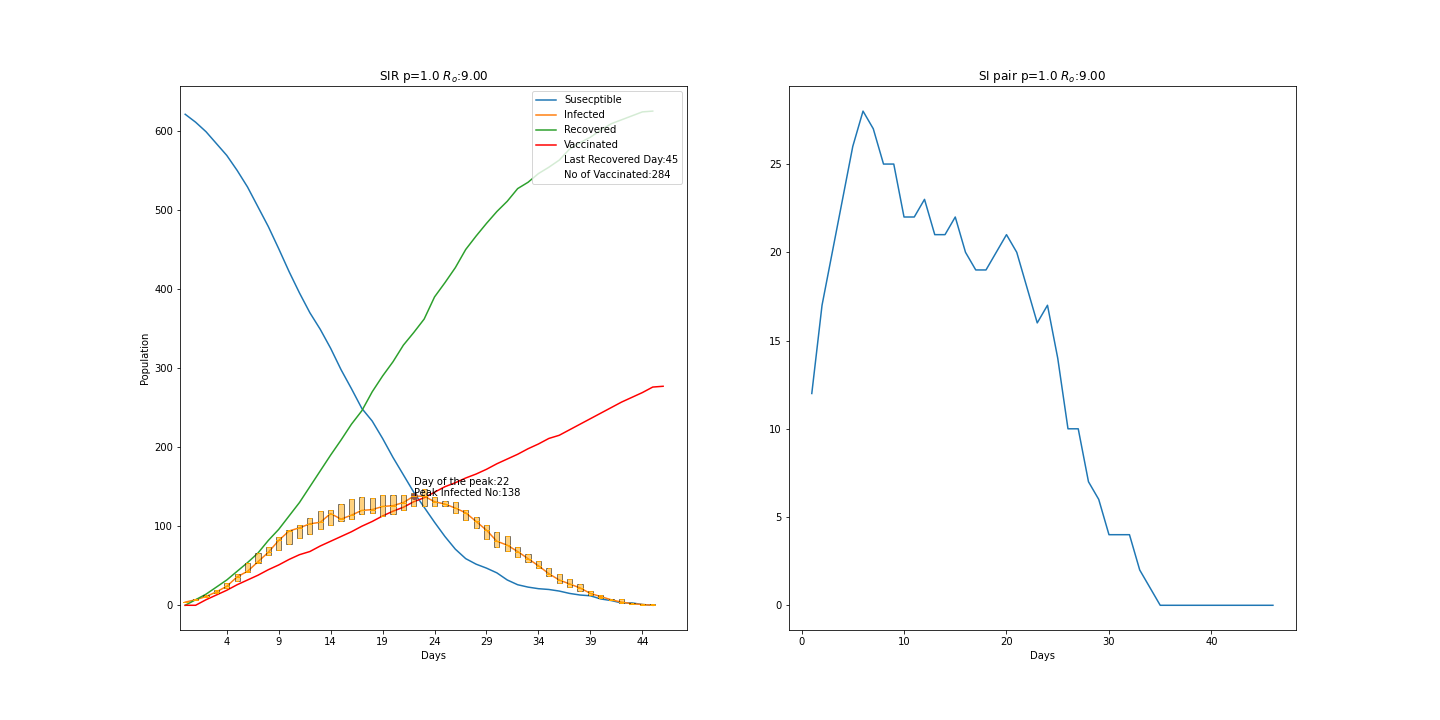 SIR p=1.0 Rₒ:9.00
Susecptible
Infected
Recovered
Vaccinated
Last Recovered Day:45
No of Vaccinated:284
600
500
400
300
200
100
0
Population
Day of the peak:22
Peak Infected No:138
4 9 14 19 24 29 34 39 44
Days
SI pair p=1.0 Rₒ:9.00
25
20
15
10
5
0
0 10 20 30 40
Days